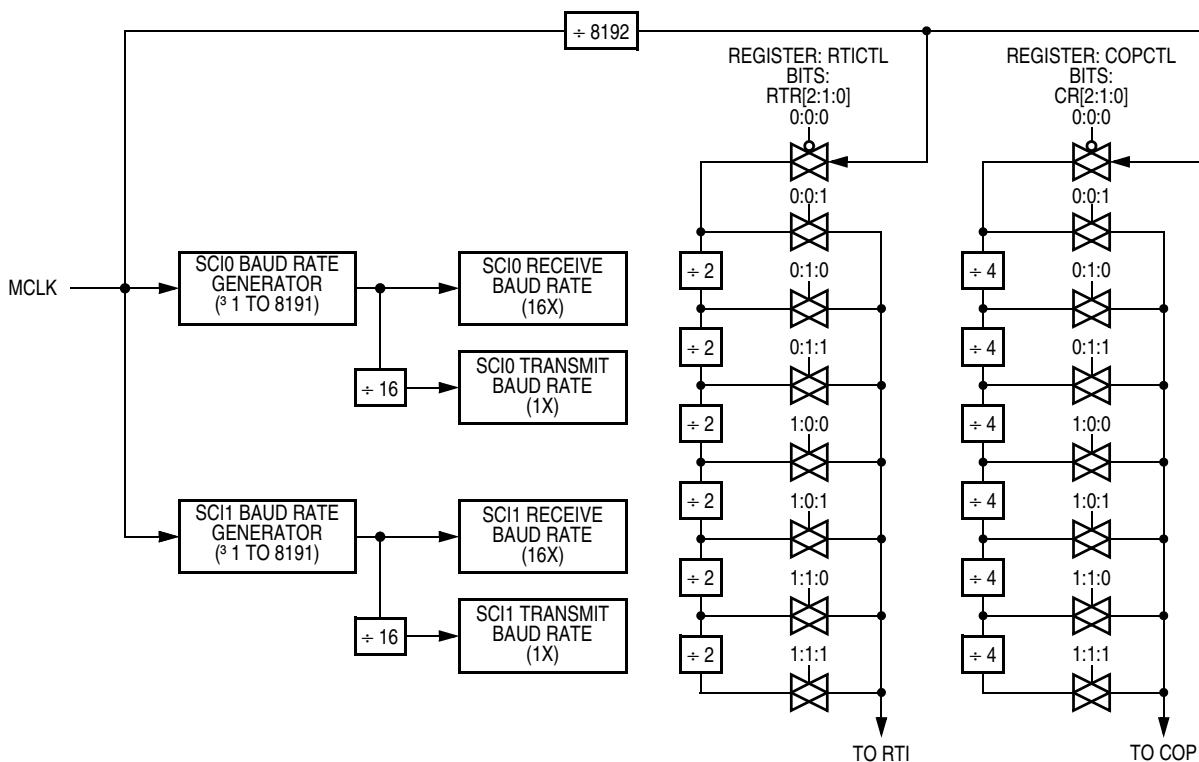 ÷ 8192
REGISTER: RTICTL
BITS:
RTR[2:1:0]
0:0:0
0:0:1
÷ 2
0:1:0
÷ 2
0:1:1
÷ 2
1:0:0
÷ 2
1:0:1
÷ 2
1:1:0
÷ 2
1:1:1
TO RTI
REGISTER: COPCTL
BITS:
CR[2:1:0]
0:0:0
0:0:1
÷ 4
0:1:0
÷ 4
0:1:1
÷ 4
1:0:0
÷ 4
1:0:1
÷ 4
1:1:0
÷ 4
1:1:1
TO COP
MCLK
SCI0 BAUD RATE
GENERATOR
(³ 1 TO 8191)
SCI0 RECEIVE
BAUD RATE
(16X)
÷ 16
SCI0 TRANSMIT
BAUD RATE
(1X)
SCI1 BAUD RATE
GENERATOR
(³ 1 TO 8191)
SCI1 RECEIVE
BAUD RATE
(16X)
÷ 16
SCI1 TRANSMIT
BAUD RATE
(1X)